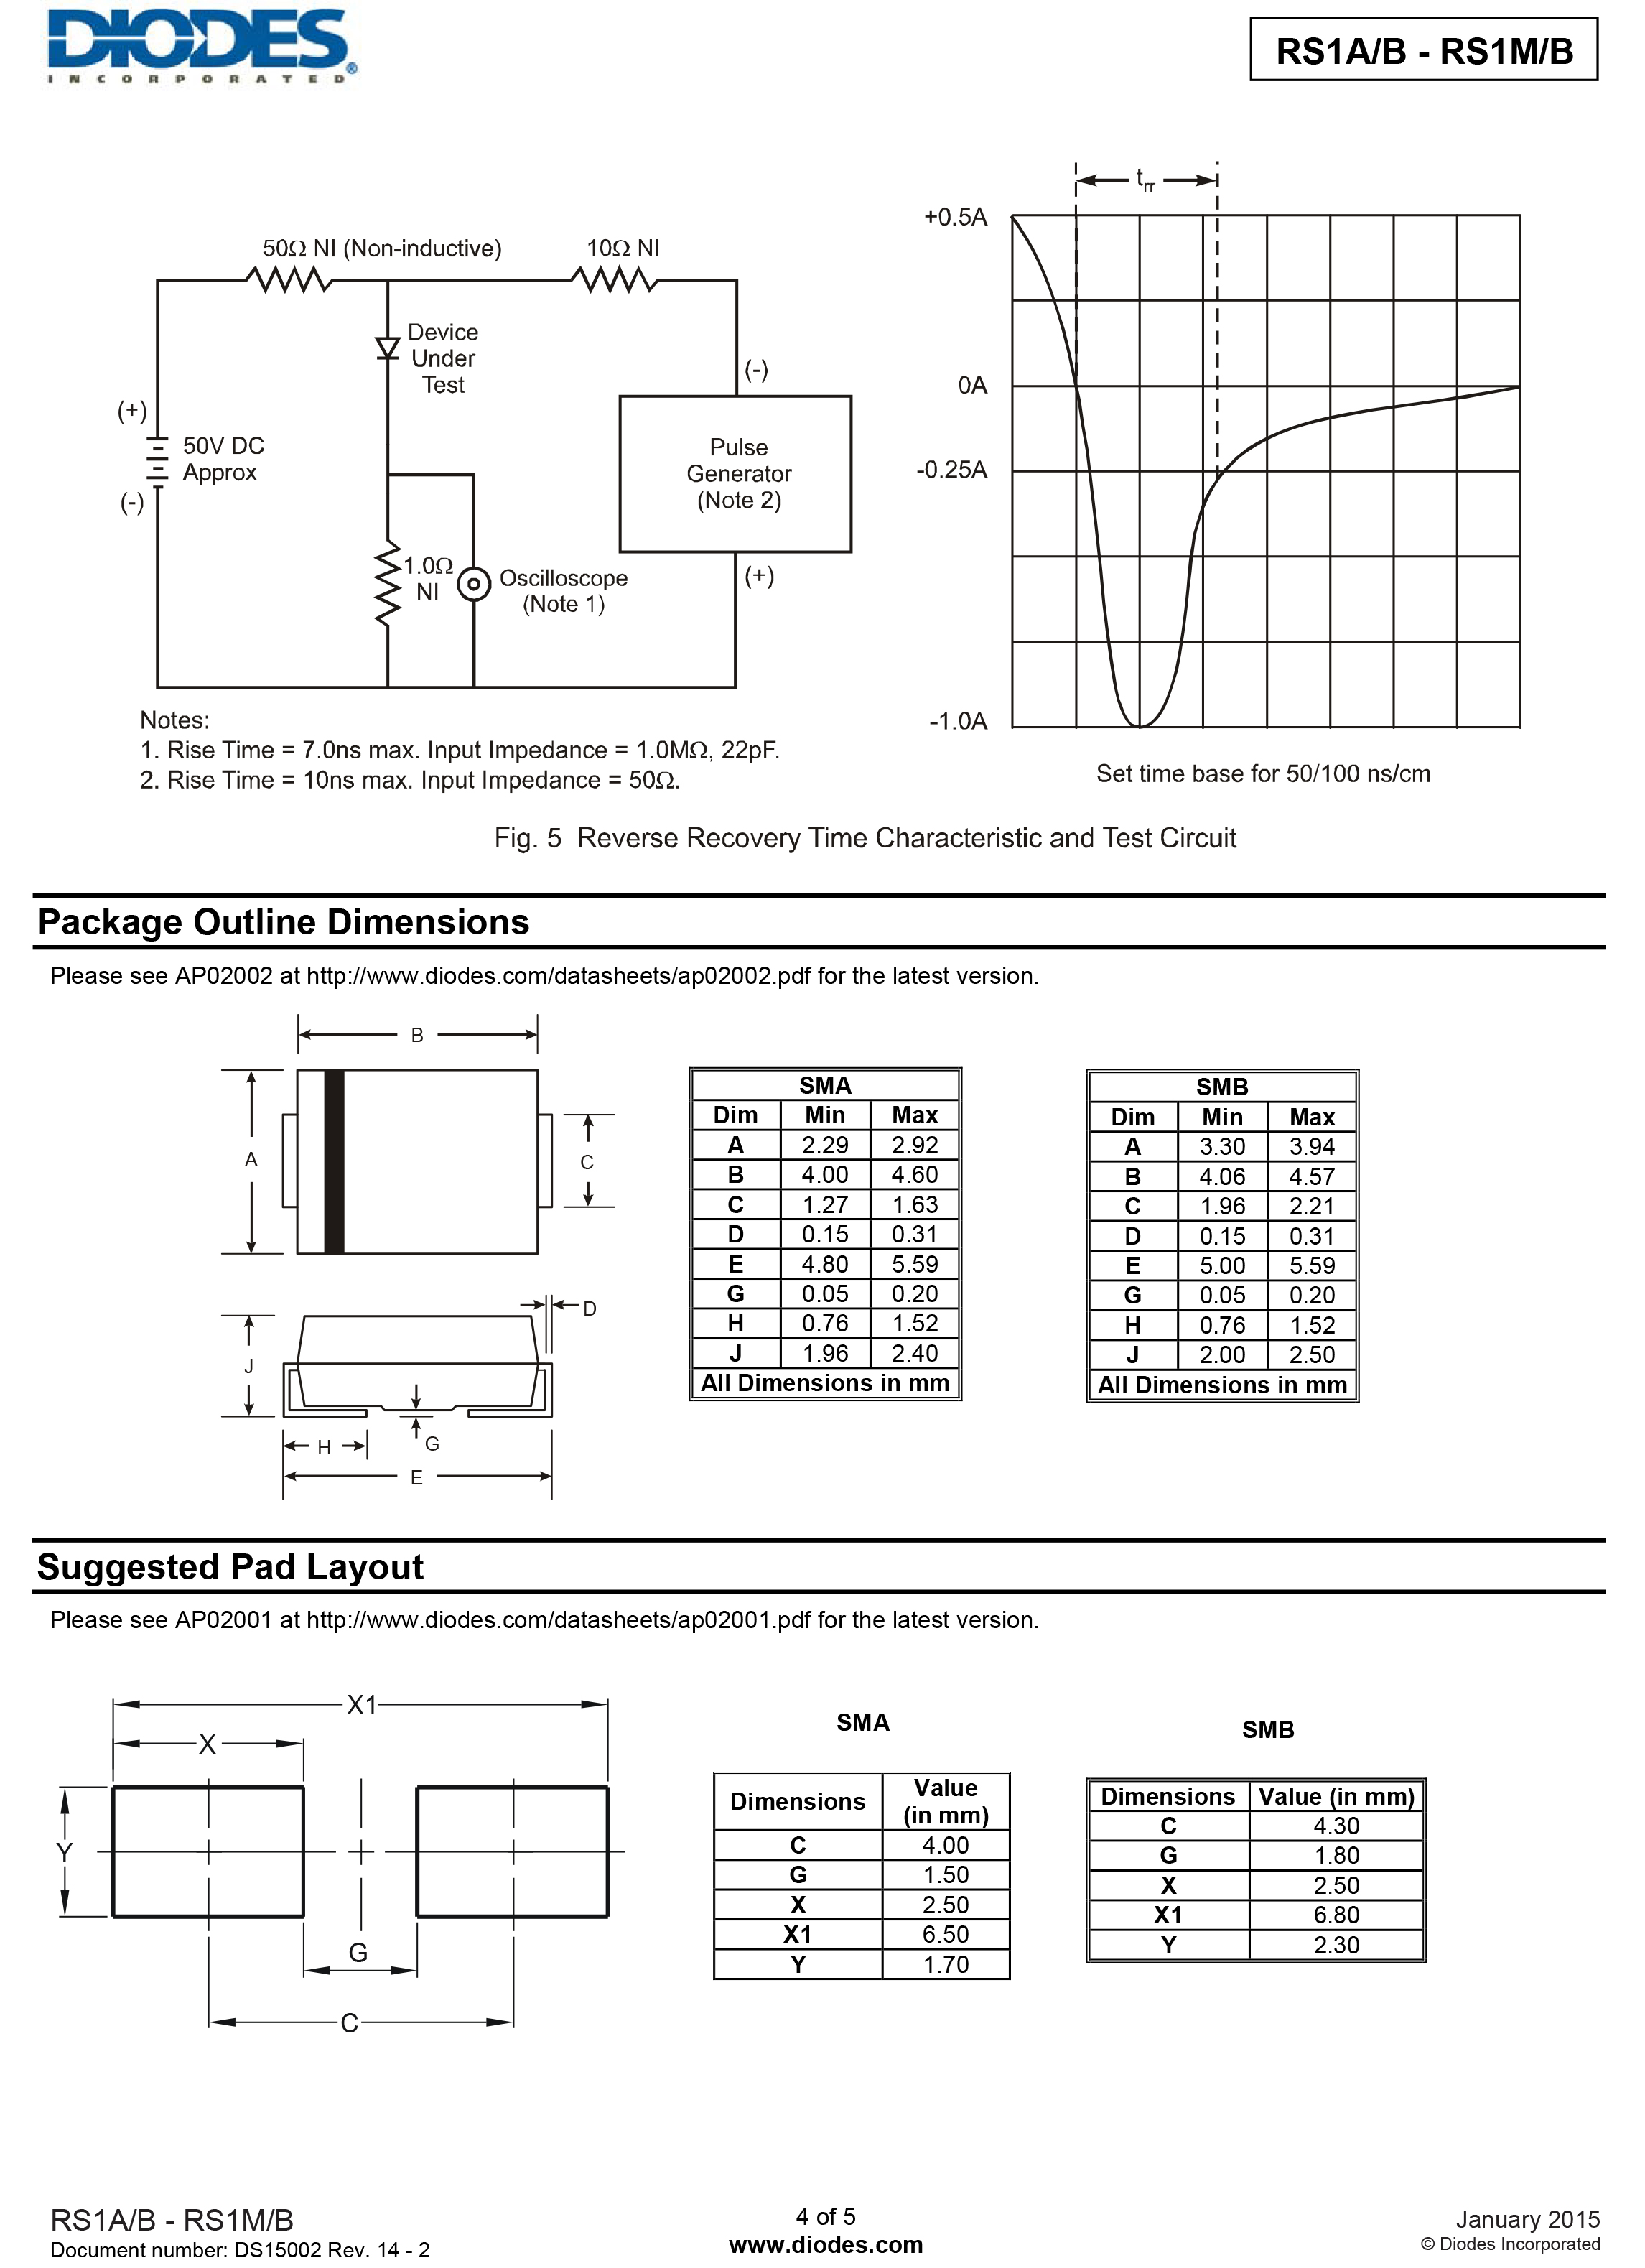 DIODES
INCORPORATED
®
RS1A/B - RS1M/B
50Ω NI (Non-inductive)
10Ω NI
Device
Under
Test
(+)
50V DC
Approx
(-)
(-)
Pulse
Generator
(Note 2)
(+)
1.0Ω
NI
Oscilloscope
(Note 1)
Notes:
1. Rise Time = 7.0ns max. Input Impedance = 1.0MΩ, 22pF.
2. Rise Time = 10ns max. Input Impedance = 50Ω.
trr
+0.5A
0A
-0.25A
-1.0A
Set time base for 50/100 ns/cm
Fig. 5 Reverse Recovery Time Characteristic and Test Circuit
Package Outline Dimensions
Please see AP02002 at http://www.diodes.com/datasheets/ap02002.pdf for the latest version.
B
A
C
D
J
H
G
E
SMA
Dim Min Max
A 2.29 2.92
B 4.00 4.60
C 1.27 1.63
D 0.15 0.31
E 4.80 5.59
G 0.05 0.20
H 0.76 1.52
J 1.96 2.40
All Dimensions in mm
SMB
Dim Min Max
A 3.30 3.94
B 4.06 4.57
C 1.96 2.21
D 0.15 0.31
E 5.00 5.59
G 0.05 0.20
H 0.76 1.52
J 2.00 2.50
All Dimensions in mm
Suggested Pad Layout
Please see AP02001 at http://www.diodes.com/datasheets/ap02001.pdf for the latest version.
X1
X
Y
G
C
SMA
Dimensions Value
(in mm)
C 4.00
G 1.50
X 2.50
X1 6.50
Y 1.70
SMB
Dimensions Value (in mm)
C 4.30
G 1.80
X 2.50
X1 6.80
Y 2.30
RS1A/B - RS1M/B
Document number: DS15002 Rev. 14 - 2
4 of 5
www.diodes.com
January 2015
© Diodes Incorporated